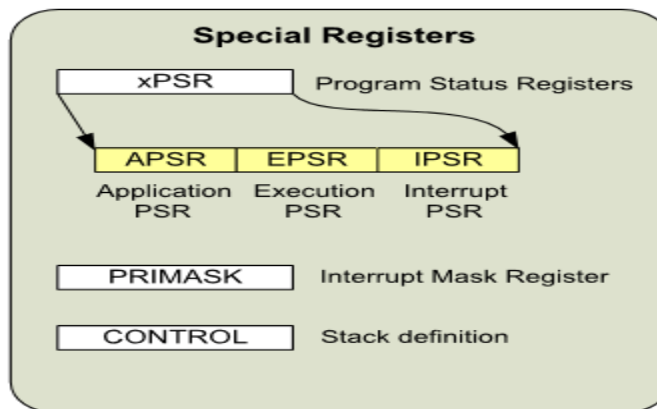 Special Registers
xPSR Program Status Registers
APSR EPSR IPSR
Application Execution Interrupt
PSR PSR PSR
PRIMASK Interrupt Mask Register
CONTROL Stack definition